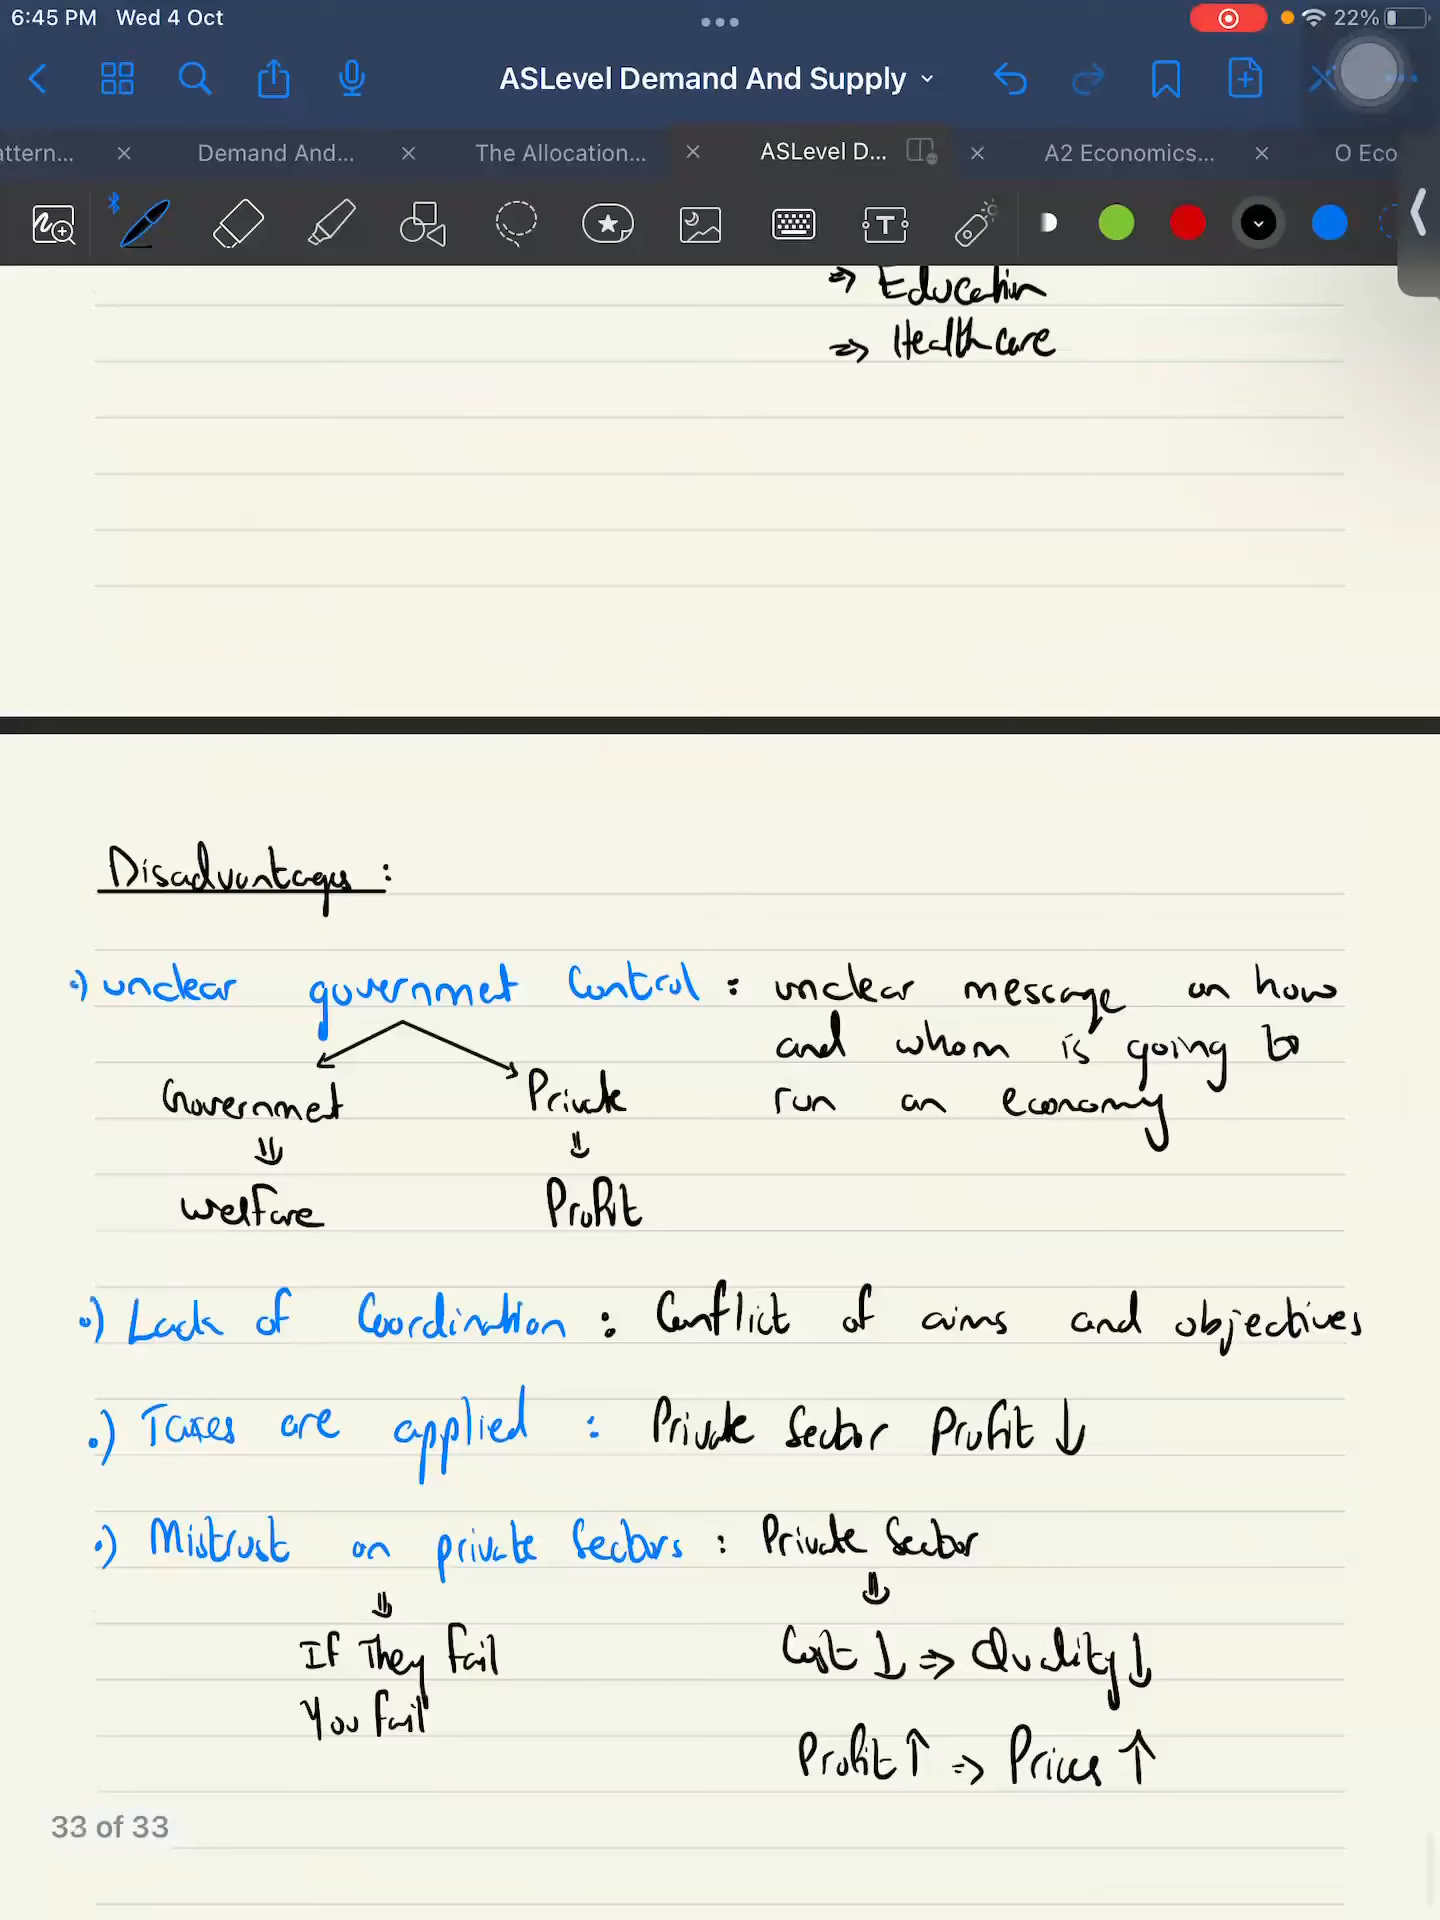 6:45 PM Wed 4 Oct
22%
ASLevel Demand And Supply
attern...
Demand And...
The Allocation...
ASLevel D...
A2 Economics...
O Eco
T
⇒ Education
⇒ Healthcare
Disadvantages :
•) unclear governmet Control : unclear message on how
and whom is going to
run an economy
Governmet Private
⇓ ⇓
Welfare Profit
•) Lack of Coordination : Conflict of aims and objectives
•) Taxes are applied : Private Sector Profit ↓
•) Mistrust on private Sectors : Private Sector
⇓ ⇓
If They fail
You fail
Cost ↓ ⇒ Quality ↓
Profit ↑ ⇒ Prices ↑
33 of 33